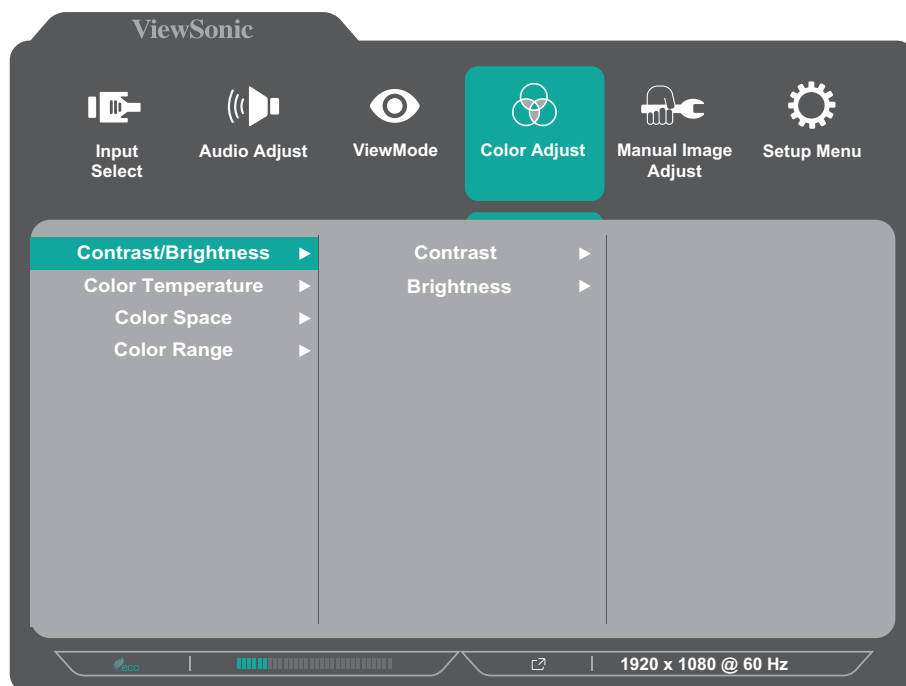 ViewSonic
Input
Select
Audio Adjust
ViewMode
Color Adjust
Manual Image
Adjust
Setup Menu
Contrast/Brightness
Color Temperature
Color Space
Color Range
Contrast
Brightness
eco
1920 x 1080 @ 60 Hz